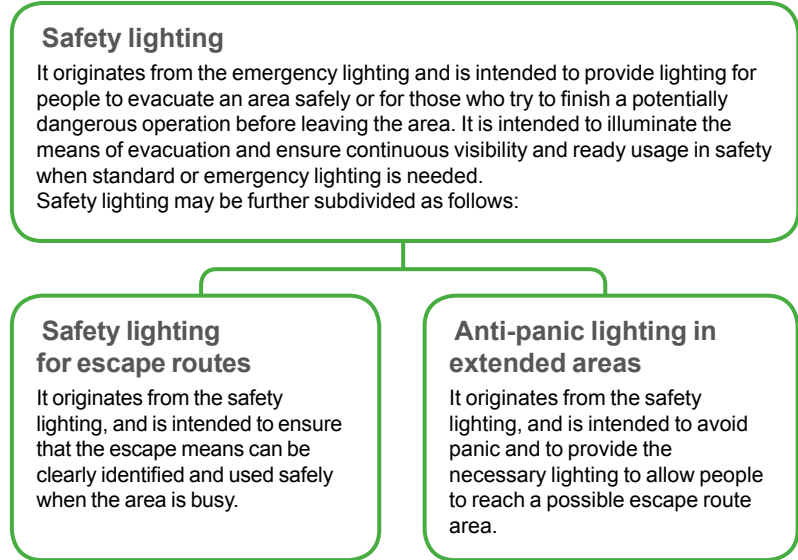 Safety lighting
It originates from the emergency lighting and is intended to provide lighting for
people to evacuate an area safely or for those who try to finish a potentially
dangerous operation before leaving the area. It is intended to illuminate the
means of evacuation and ensure continuous visibility and ready usage in safety
when standard or emergency lighting is needed.
Safety lighting may be further subdivided as follows:
Safety lighting
for escape routes
It originates from the safety
lighting, and is intended to ensure
that the escape means can be
clearly identified and used safely
when the area is busy.
Anti-panic lighting in
extended areas
It originates from the safety
lighting, and is intended to avoid
panic and to provide the
necessary lighting to allow people
to reach a possible escape route
area.